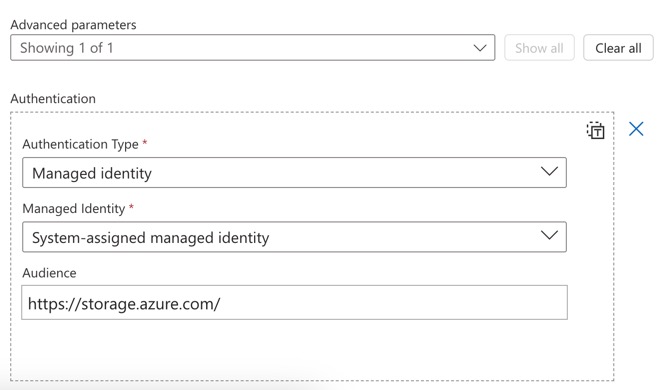 Advanced parameters
Showing 1 of 1 Show all Clear all
Authentication
Authentication Type *
Managed identity
Managed Identity *
System-assigned managed identity
Audience
https://storage.azure.com/